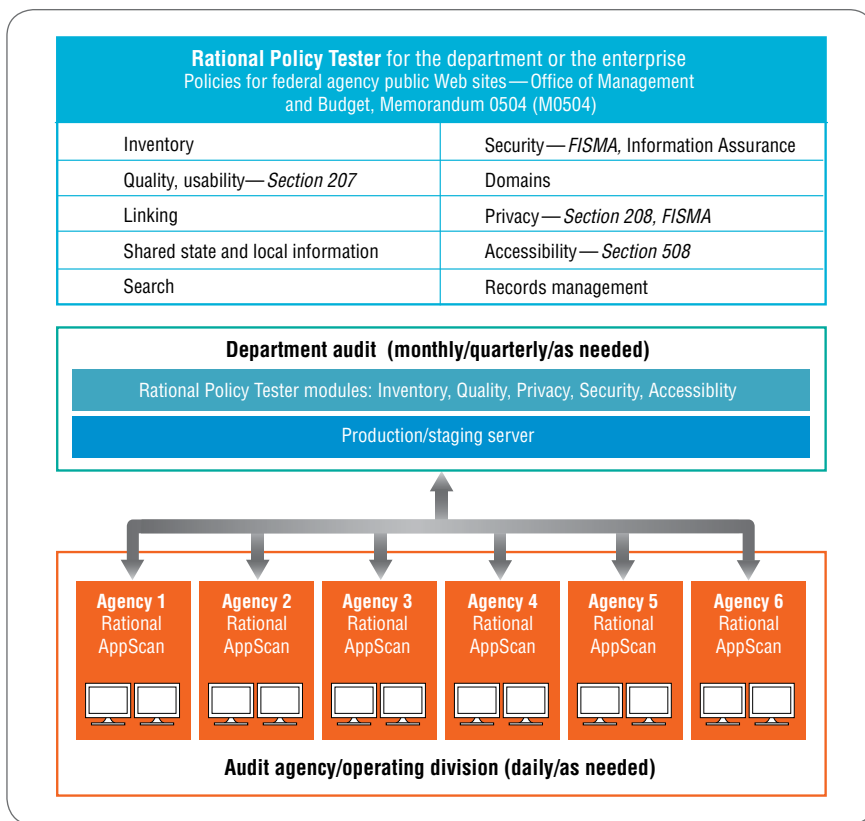 Rational Policy Tester for the department or the enterprise
Policies for federal agency public Web sites—Office of Management
and Budget, Memorandum 0504 (M0504)
Inventory
Security—FISMA, Information Assurance
Quality, usability—Section 207
Domains
Linking
Privacy—Section 208, FISMA
Shared state and local information
Accessibility—Section 508
Search
Records management
Department audit (monthly/quarterly/as needed)
Rational Policy Tester modules: Inventory, Quality, Privacy, Security, Accessiblity
Production/staging server
Agency 1
Rational
AppScan
Agency 2
Rational
AppScan
Agency 3
Rational
AppScan
Agency 4
Rational
AppScan
Agency 5
Rational
AppScan
Agency 6
Rational
AppScan
Audit agency/operating division (daily/as needed)